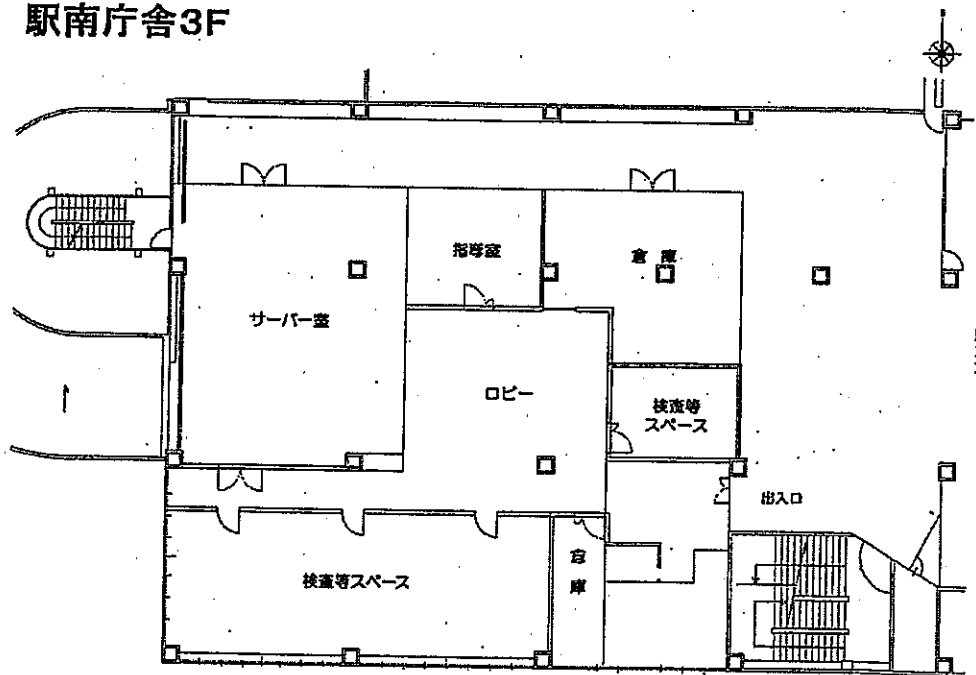 駅南庁舎3F
指導室
倉庫
サーバー室
ロビー
検査等
スペース
出入口
検査等スペース
倉
庫